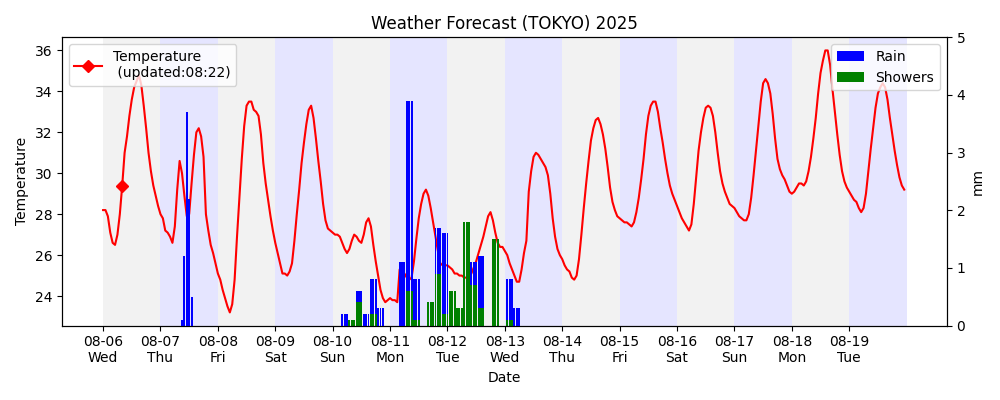 Weather Forecast (TOKYO) 2025
Temperature
(updated:08:22)
Rain
Showers
36
34
32
30
28
26
24
Temperature
5
4
3
2
1
0
mm
08-06 08-07 08-08 08-09 08-10 08-11 08-12 08-13 08-14 08-15 08-16 08-17 08-18 08-19
Wed Thu Fri Sat Sun Mon Tue Wed Thu Fri Sat Sun Mon Tue
Date